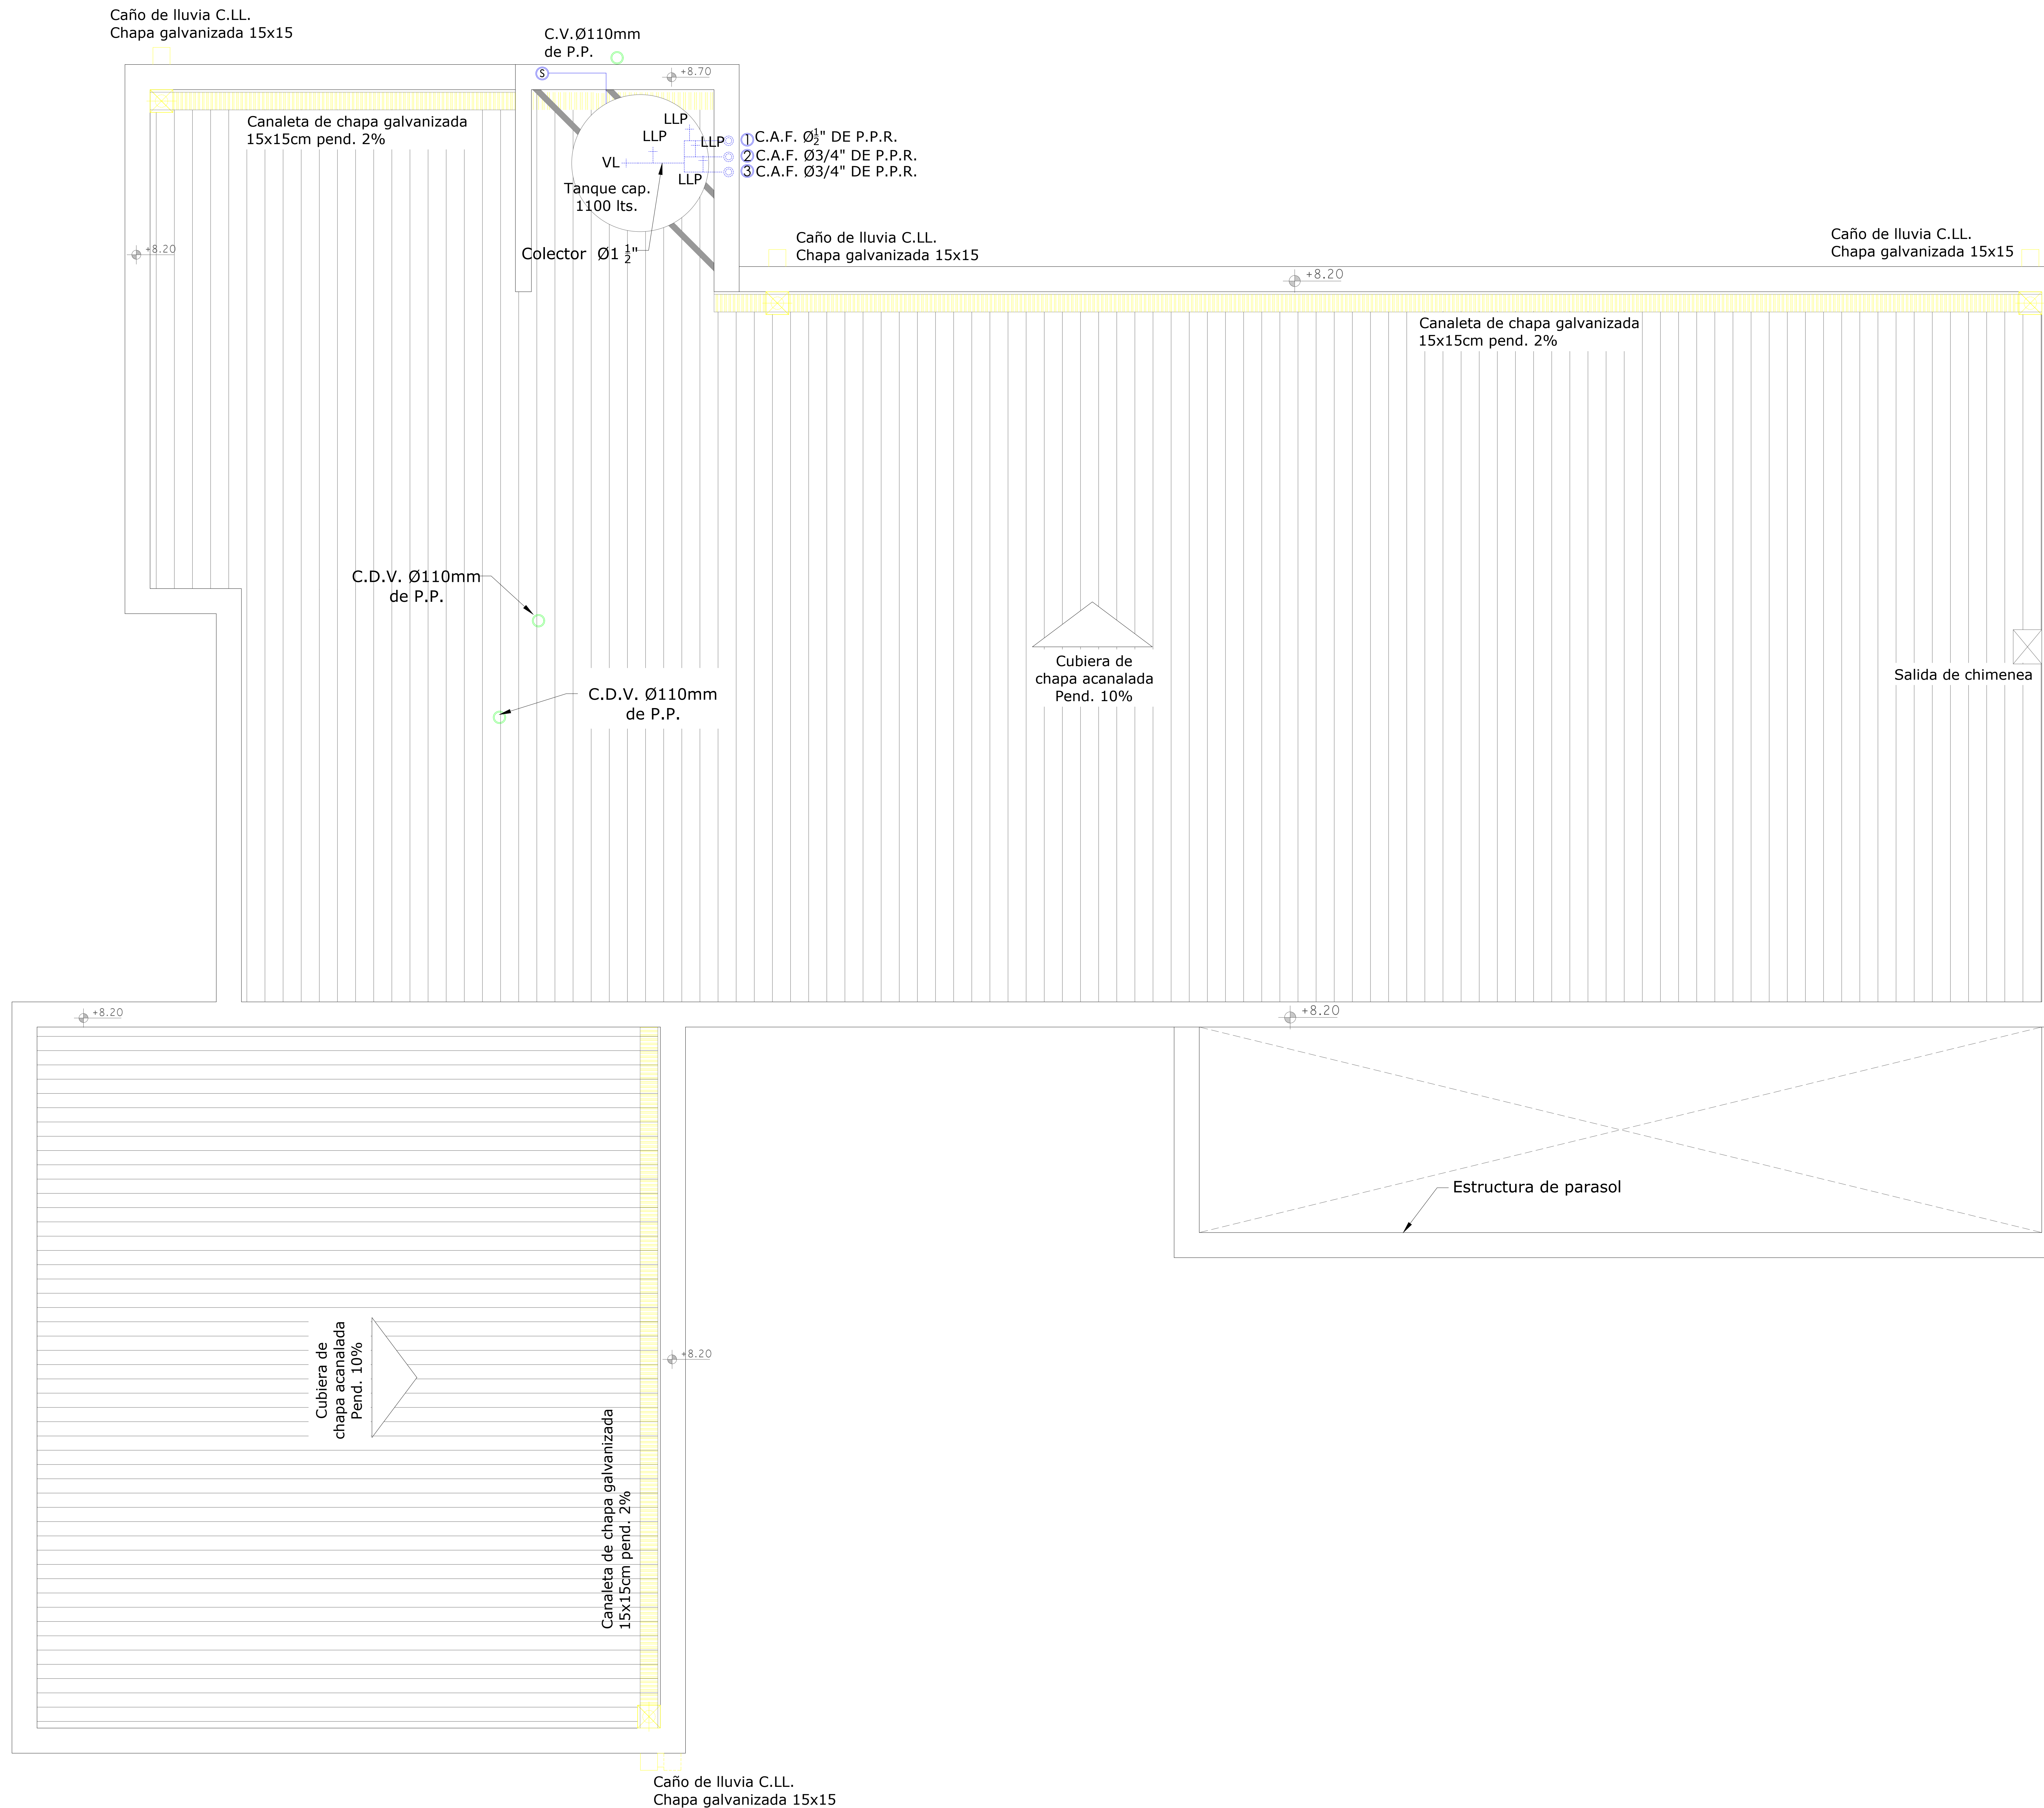 Caño de lluvia C.LL.
Chapa galvanizada 15x15
C.V.Ø110mm
de P.P.
S
+8.70
Canaleta de chapa galvanizada
15x15cm pend. 2%
LLP
LLP
LLP
VL
LLP
1 C.A.F. Ø1/2" DE P.P.R.
2 C.A.F. Ø3/4" DE P.P.R.
3 C.A.F. Ø3/4" DE P.P.R.
Tanque cap.
1100 lts.
Colector Ø1 1/2"
+8.20
Caño de lluvia C.LL.
Chapa galvanizada 15x15
Caño de lluvia C.LL.
Chapa galvanizada 15x15
+8.20
Canaleta de chapa galvanizada
15x15cm pend. 2%
C.D.V. Ø110mm
de P.P.
C.D.V. Ø110mm
de P.P.
Cubiera de
chapa acanalada
Pend. 10%
Salida de chimenea
+8.20
+8.20
Estructura de parasol
Cubiera de
chapa acanalada
Pend. 10%
+8.20
Canaleta de chapa galvanizada
15x15cm pend. 2%
Caño de lluvia C.LL.
Chapa galvanizada 15x15